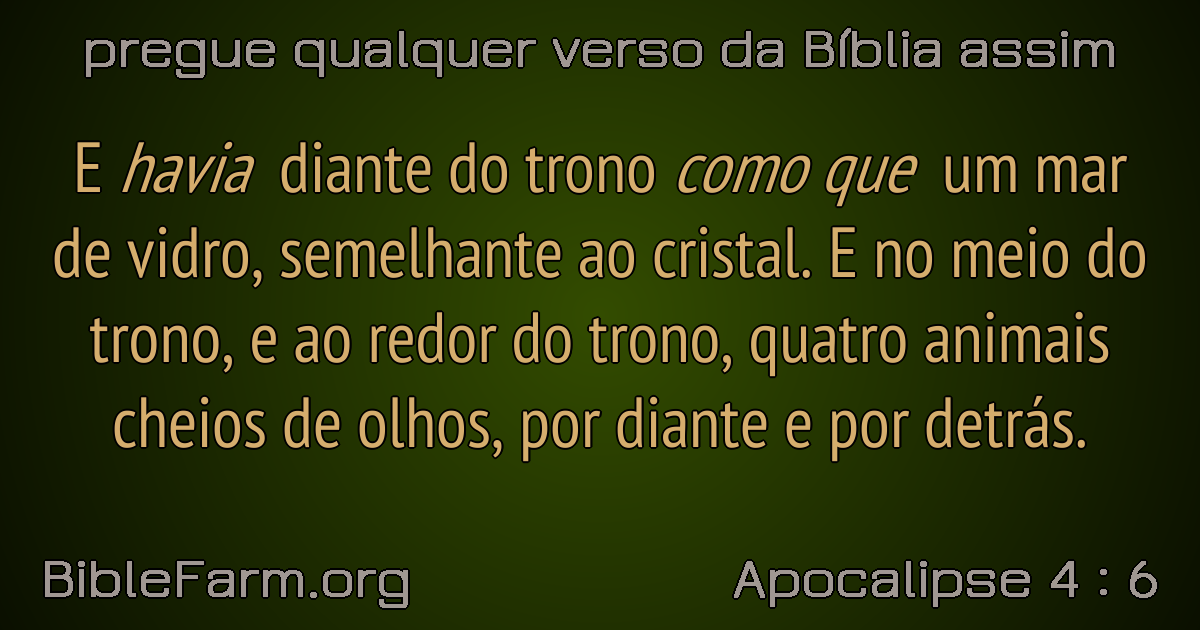 pregue qualquer verso da Bíblia assim
E havia diante do trono como que um mar
de vidro, semelhante ao cristal. E no meio do
trono, e ao redor do trono, quatro animais
cheios de olhos, por diante e por detrás.
BibleFarm.org
Apocalipse 4 : 6